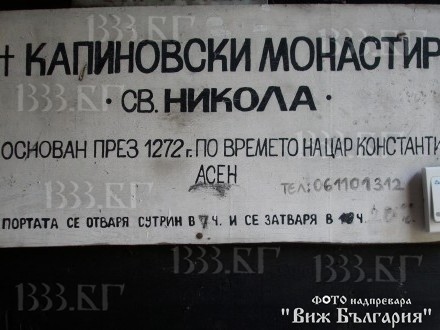 † КАПИНОВСКИ МОНАСТИР
· СВ. НИКОЛА ·
ОСНОВАН ПРЕЗ 1272 г. ПО ВРЕМЕТО НА ЦАР КОНСТАНТИ
АСЕН
ТЕЛ: 061101312
ПОРТАТА СЕ ОТВАРЯ СУТРИН В 7 Ч. И СЕ ЗАТВАРЯ В Ч.
1333.БГ
ФОТО надпревара
"Виж България"